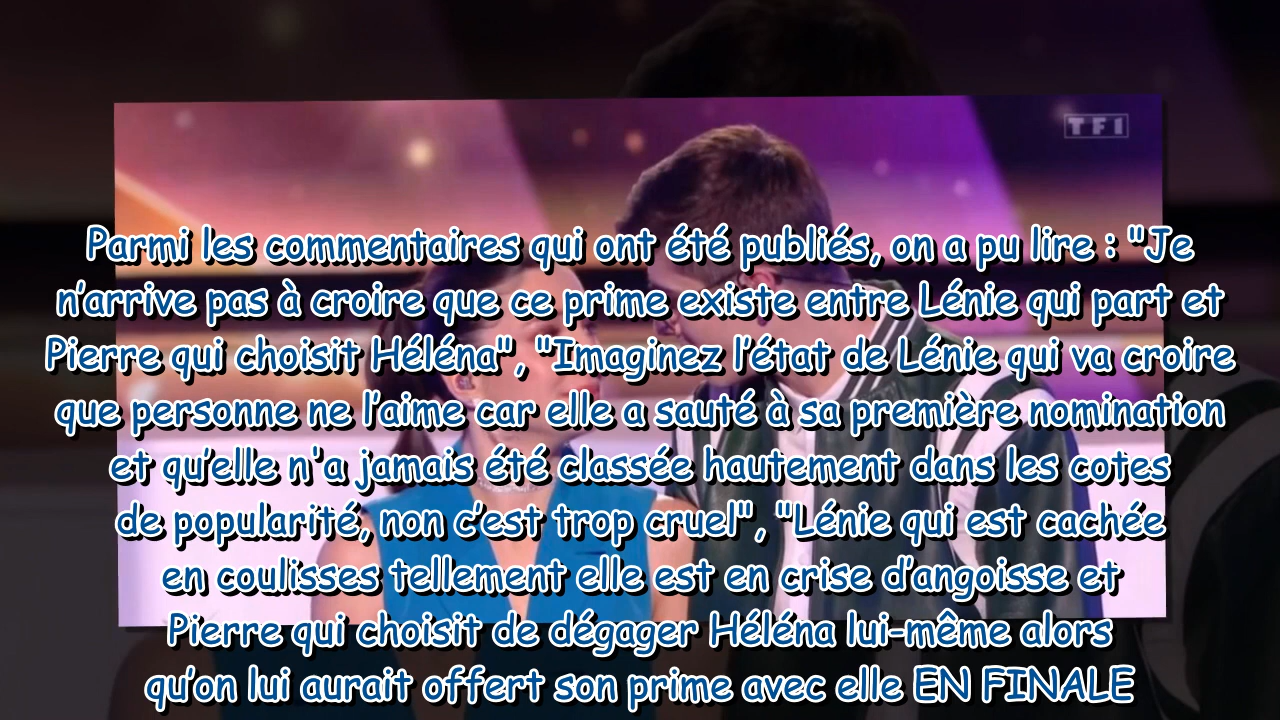 TF1
Parmi les commentaires qui ont été publiés, on a pu lire : "Je
n’arrive pas à croire que ce prime existe entre Lénie qui part et
Pierre qui choisit Héléna", "Imaginez l’état de Lénie qui va croire
que personne ne l’aime car elle a sauté à sa première nomination
et qu’elle n'a jamais été classée hautement dans les cotes
de popularité, non c’est trop cruel", "Lénie qui est cachée
en coulisses tellement elle est en crise d’angoisse et
Pierre qui choisit de dégager Héléna lui-même alors
qu’on lui aurait offert son prime avec elle EN FINALE